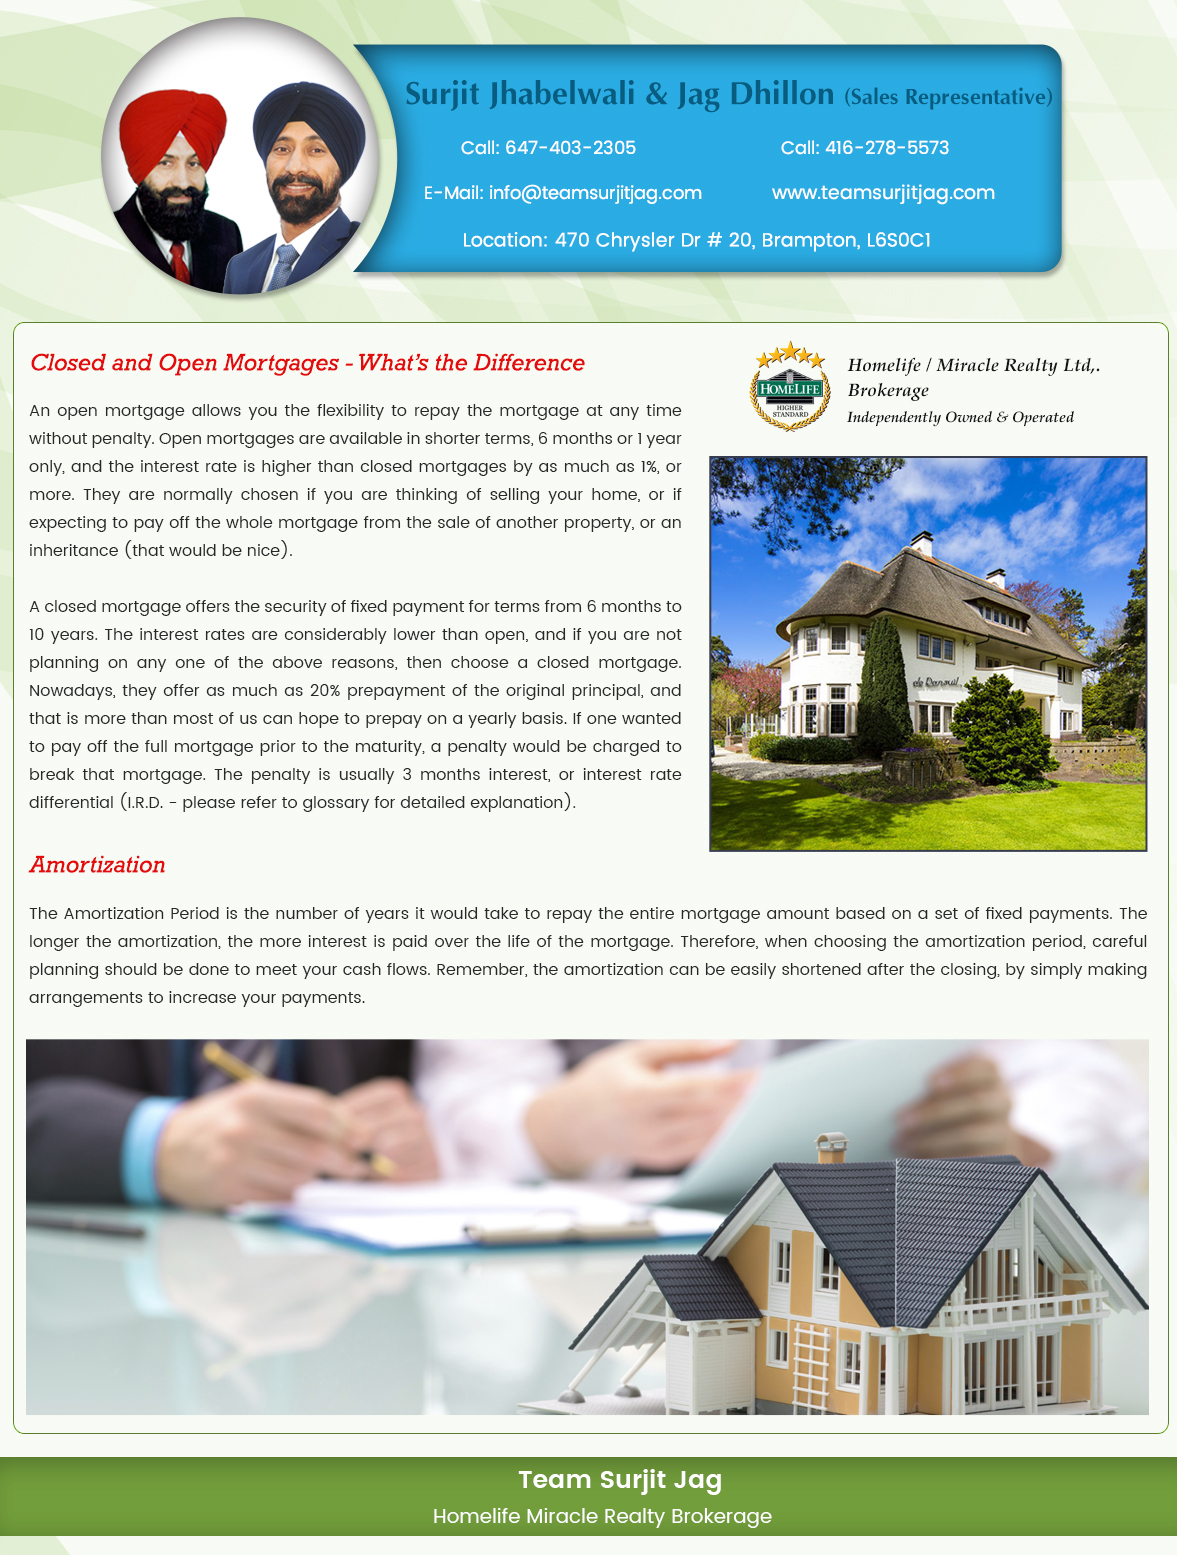 Surjit Jhabelwali & Jag Dhillon (Sales Representative)
Call: 647-403-2305
Call: 416-278-5573
E-Mail: info@teamsurjitjag.com
www.teamsurjitjag.com
Location: 470 Chrysler Dr # 20, Brampton, L6S0C1
Closed and Open Mortgages - What's the Difference
An open mortgage allows you the flexibility to repay the mortgage at any time
without penalty. Open mortgages are available in shorter terms, 6 months or 1 year
only, and the interest rate is higher than closed mortgages by as much as 1%, or
more. They are normally chosen if you are thinking of selling your home, or if
expecting to pay off the whole mortgage from the sale of another property, or an
inheritance (that would be nice).
A closed mortgage offers the security of fixed payment for terms from 6 months to
10 years. The interest rates are considerably lower than open, and if you are not
planning on any one of the above reasons, then choose a closed mortgage.
Nowadays, they offer as much as 20% prepayment of the original principal, and
that is more than most of us can hope to prepay on a yearly basis. If one wanted
to pay off the full mortgage prior to the maturity, a penalty would be charged to
break that mortgage. The penalty is usually 3 months interest, or interest rate
differential (I.R.D. - please refer to glossary for detailed explanation).
HOMELIFE
HIGHER
STANDARD
Homelife / Miracle Realty Ltd,.
Brokerage
Independently Owned & Operated
Amortization
The Amortization Period is the number of years it would take to repay the entire mortgage amount based on a set of fixed payments. The
longer the amortization, the more interest is paid over the life of the mortgage. Therefore, when choosing the amortization period, careful
planning should be done to meet your cash flows. Remember, the amortization can be easily shortened after the closing, by simply making
arrangements to increase your payments.
Team Surjit Jag
Homelife Miracle Realty Brokerage